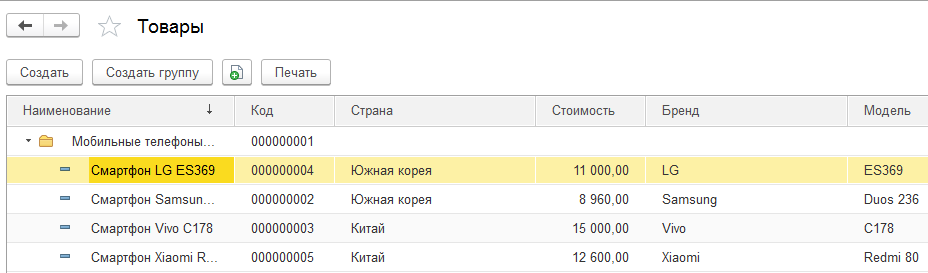 Товары
Создать Создать группу Печать
Наименование ↓ Код Страна Стоимость Бренд Модель
Мобильные телефоны... 000000001
Смартфон LG ES369 000000004 Южная корея 11 000,00 LG ES369
Смартфон Samsun... 000000002 Южная корея 8 960,00 Samsung Duos 236
Смартфон Vivo C178 000000003 Китай 15 000,00 Vivo C178
Смартфон Xiaomi R... 000000005 Китай 12 600,00 Xiaomi Redmi 80